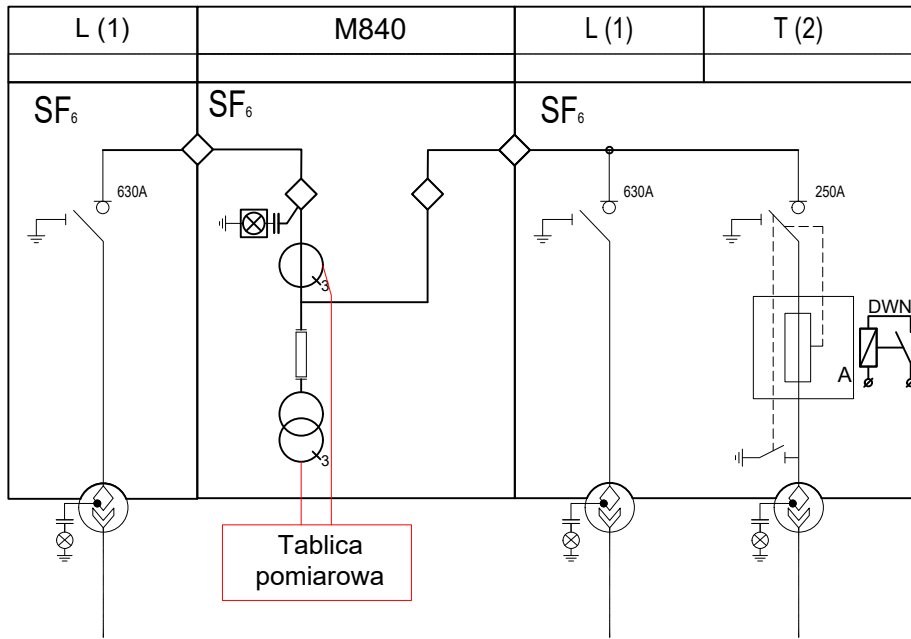 L (1)
M840
L (1)
T (2)
SF₆
SF₆
SF₆
630A
630A
250A
3
DWN
A
3
Tablica
pomiarowa